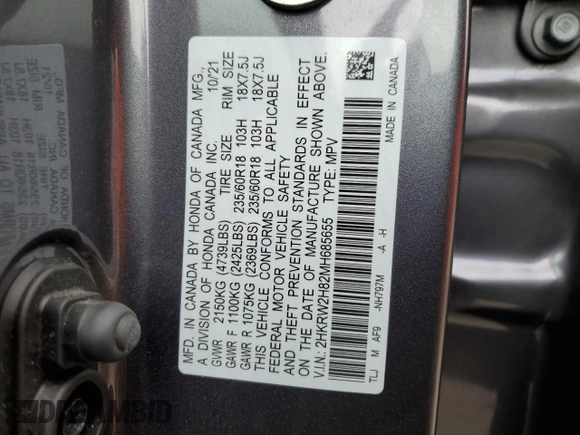 MFD. IN CANADA BY HONDA OF CANADA MFG.,
A DIVISION OF HONDA CANADA INC. 10/21
GVWR 2150KG (4739LBS) TIRE SIZE RIM SIZE
GAWR F 1100KG (2425LBS) 235/60R18 103H 18X7.5J
GAWR R 1075KG (2369LBS) 235/60R18 103H 18X7.5J
THIS VEHICLE CONFORMS TO ALL APPLICABLE
FEDERAL MOTOR VEHICLE SAFETY
AND THEFT PREVENTION STANDARDS IN EFFECT
ON THE DATE OF MANUFACTURE SHOWN ABOVE.
V.I.N.: 2HKRW2H82MH685655 TYPE: MPV
TLJ M AF9 -NH797M -A -H MADE IN CANADA
DREAMBID